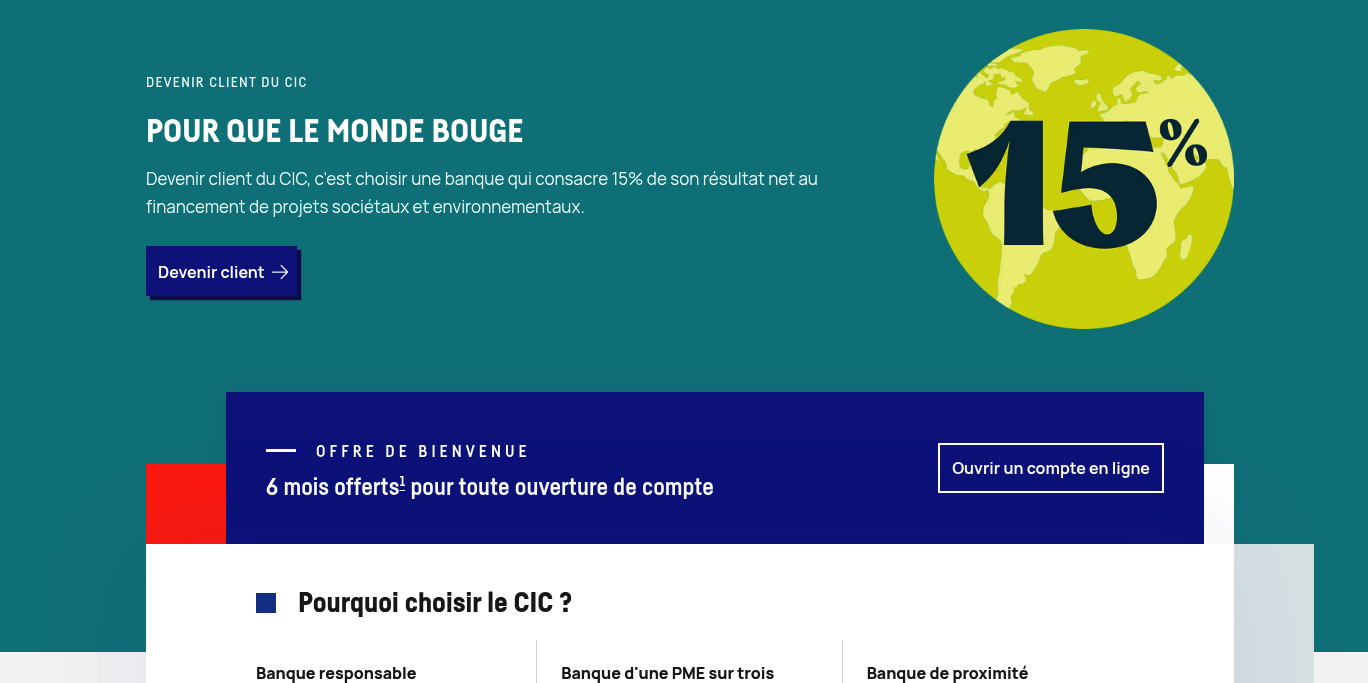 DEVENIR CLIENT DU CIC
POUR QUE LE MONDE BOUGE
Devenir client du CIC, c'est choisir une banque qui consacre 15% de son résultat net au
financement de projets sociétaux et environnementaux.
Devenir client →
15%
OFFRE DE BIENVENUE
6 mois offerts¹ pour toute ouverture de compte
Ouvrir un compte en ligne
Pourquoi choisir le CIC ?
Banque responsable
Banque d'une PME sur trois
Banque de proximité